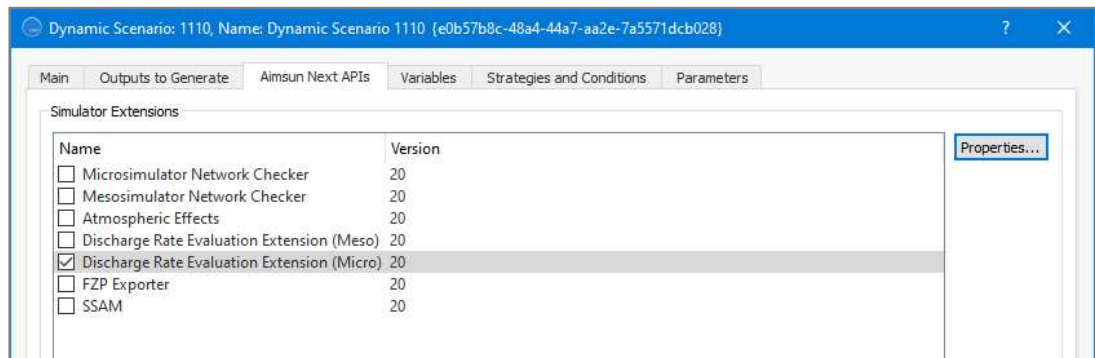 Dynamic Scenario: 1110, Name: Dynamic Scenario 1110 {e0b57b8c-48a4-44a7-aa2e-7a5571dcb028} ?
Main Outputs to Generate Aimsun Next APIs Variables Strategies and Conditions Parameters
Simulator Extensions
Name Version Properties...
Microsimulator Network Checker 20
Mesosimulator Network Checker 20
Atmospheric Effects 20
Discharge Rate Evaluation Extension (Meso) 20
Discharge Rate Evaluation Extension (Micro) 20
FZP Exporter 20
SSAM 20